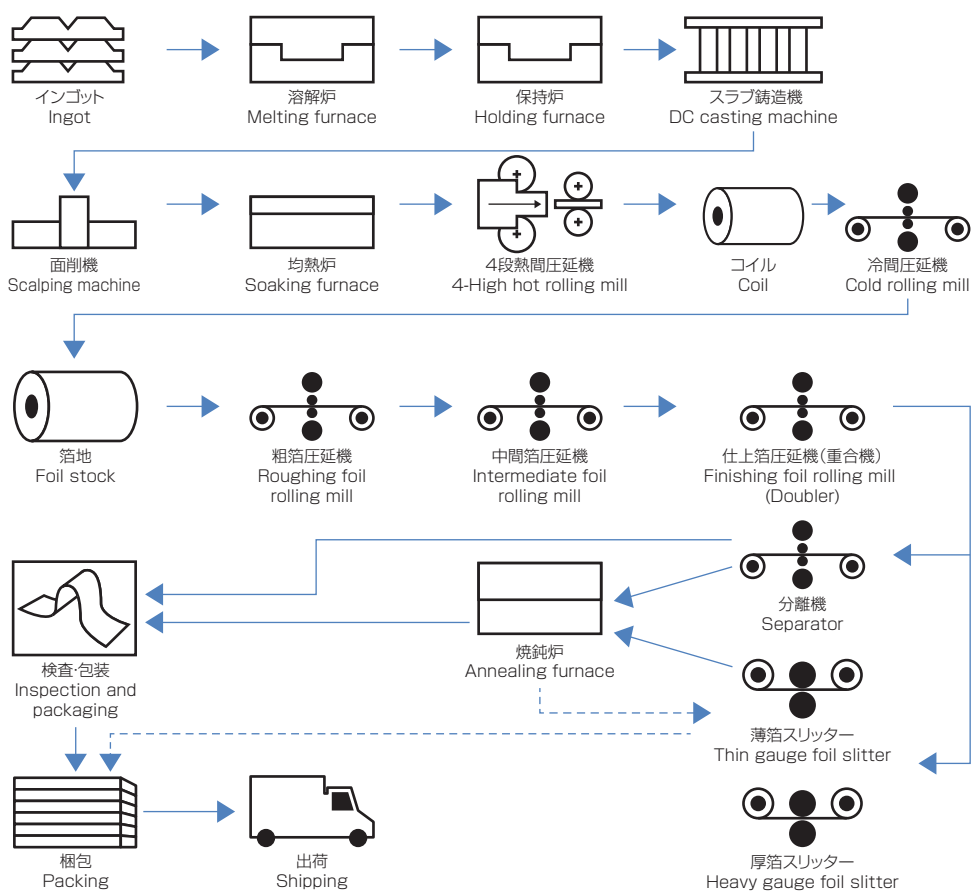 インゴット
Ingot
溶解炉
Melting furnace
保持炉
Holding furnace
スラブ鋳造機
DC casting machine
面削機
Scalping machine
均熱炉
Soaking furnace
4段熱間圧延機
4-High hot rolling mill
コイル
Coil
冷間圧延機
Cold rolling mill
箔地
Foil stock
粗箔圧延機
Roughing foil
rolling mill
中間箔圧延機
Intermediate foil
rolling mill
仕上箔圧延機(重合機)
Finishing foil rolling mill
(Doubler)
分離機
Separator
検査·包装
Inspection and
packaging
焼鈍炉
Annealing furnace
薄箔スリッター
Thin gauge foil slitter
梱包
Packing
出荷
Shipping
厚箔スリッター
Heavy gauge foil slitter